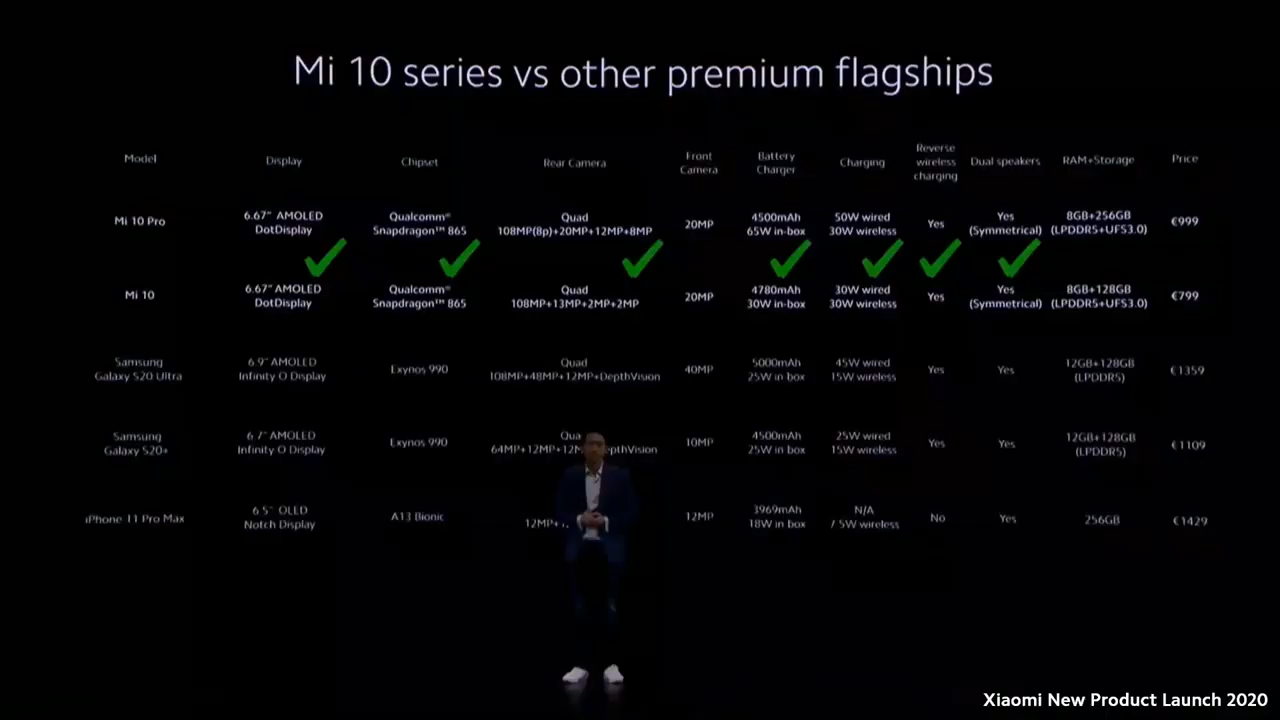 Mi 10 series vs other premium flagships
Model
Display
Chipset
Rear Camera
Front
Camera
Battery
Charger
Charging
Reverse
wireless
charging
Dual speakers
RAM+Storage
Price
Mi 10 Pro
6.67" AMOLED
DotDisplay
Qualcomm®
Snapdragon™ 865
Quad
108MP(8p)+20MP+12MP+8MP
20MP
4500mAh
65W in-box
50W wired
30W wireless
Yes
Yes
(Symmetrical)
8GB+256GB
(LPDDR5+UFS3.0)
€999
Mi 10
6.67" AMOLED
DotDisplay
Qualcomm®
Snapdragon™ 865
Quad
108MP+13MP+2MP+2MP
20MP
4780mAh
30W in-box
30W wired
30W wireless
Yes
Yes
(Symmetrical)
8GB+128GB
(LPDDR5+UFS3.0)
€799
Samsung
Galaxy S20 Ultra
6.9" AMOLED
Infinity O Display
Exynos 990
Quad
108MP+48MP+12MP+DepthVision
40MP
5000mAh
25W in-box
45W wired
15W wireless
Yes
Yes
12GB+128GB
(LPDDR5)
€1359
Samsung
Galaxy S20+
6.7" AMOLED
Infinity O Display
Exynos 990
Qua
64MP+12MP+12M pthVision
10MP
4500mAh
25W in-box
25W wired
15W wireless
Yes
Yes
12GB+128GB
(LPDDR5)
€1109
iPhone 11 Pro Max
6.5" OLED
Notch Display
A13 Bionic
12MP+
12MP
3969mAh
18W in-box
N/A
7.5W wireless
No
Yes
256GB
€1429
Xiaomi New Product Launch 2020